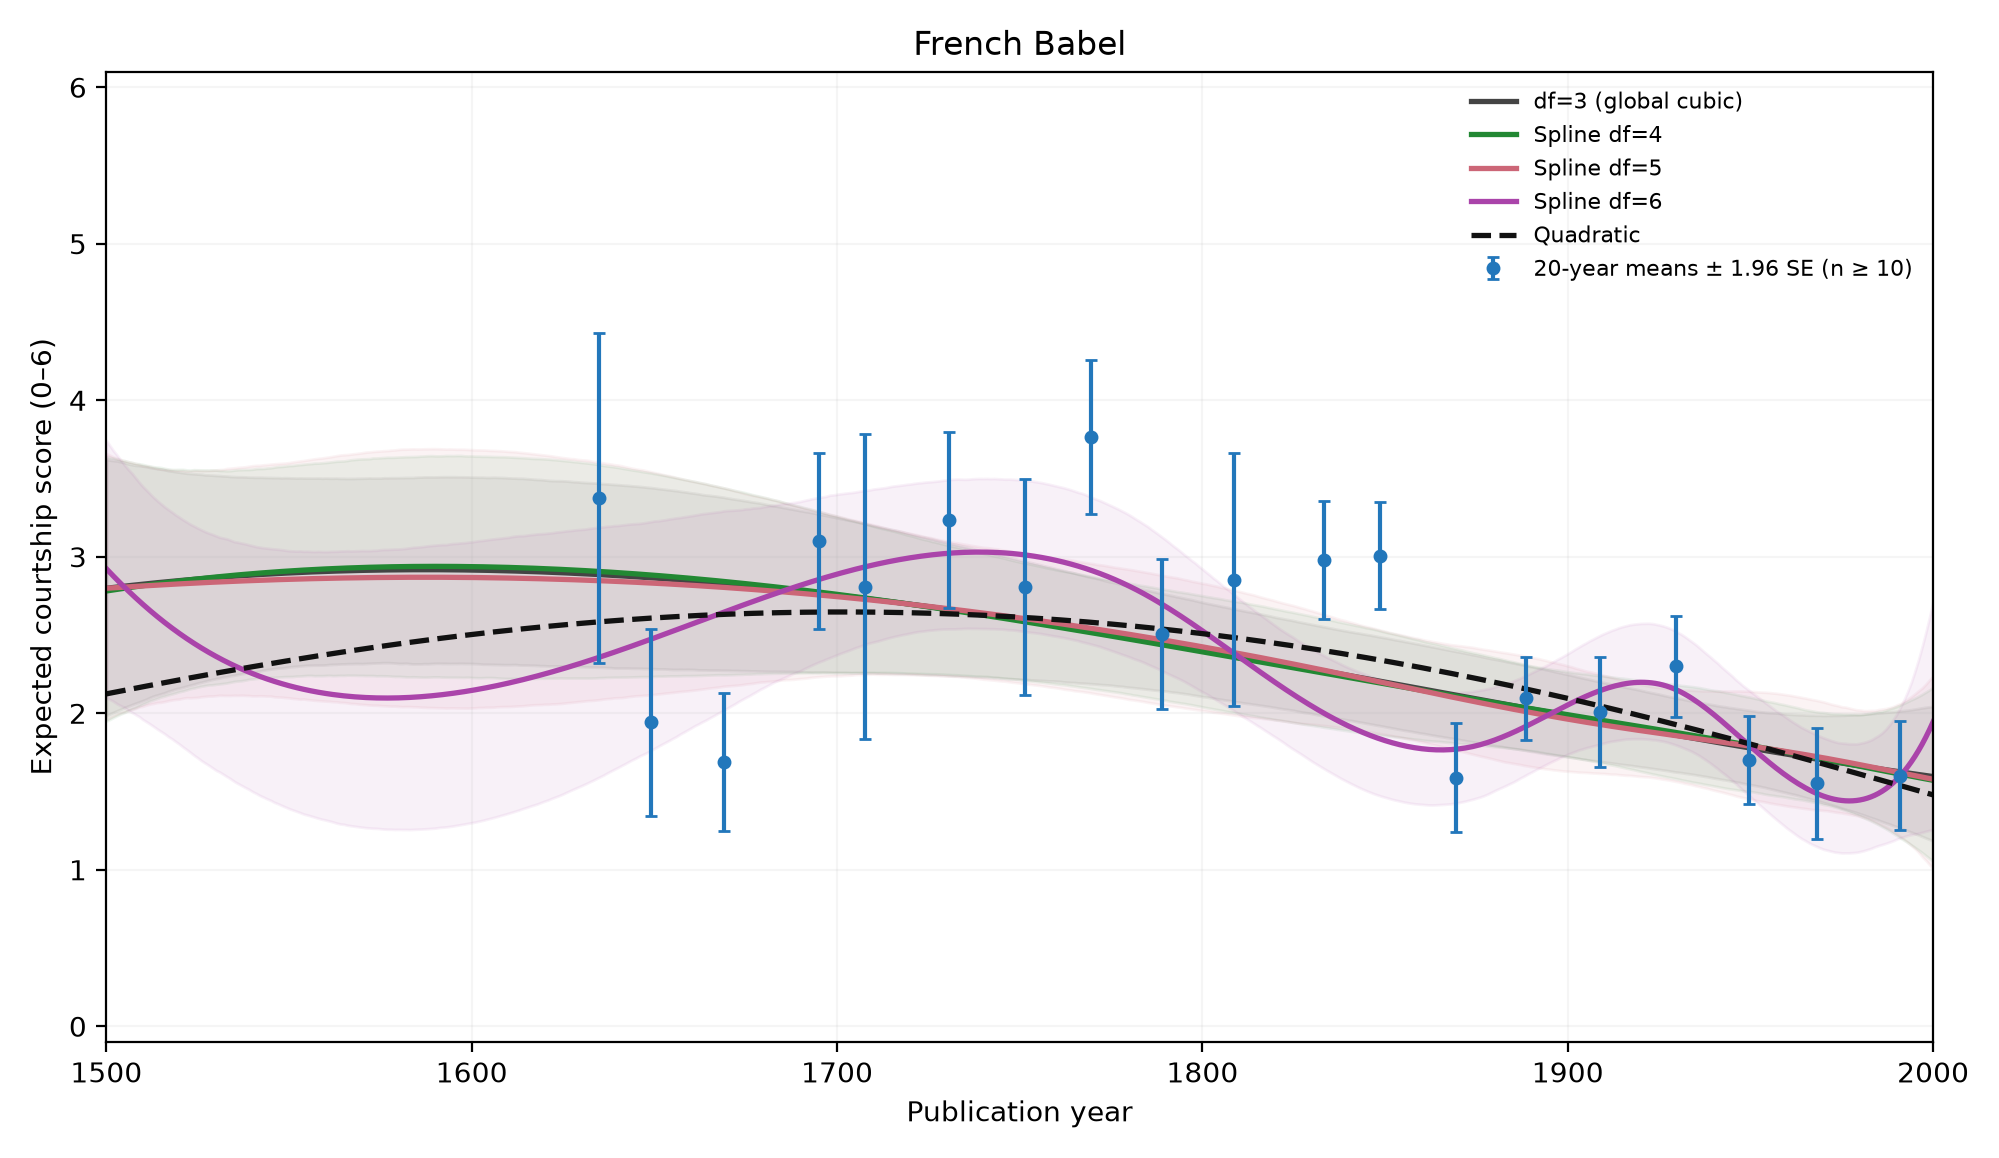 French Babel
6
5
4
3
2
1
0
Expected courtship score (0–6)
df=3 (global cubic)
Spline df=4
Spline df=5
Spline df=6
Quadratic
20-year means ± 1.96 SE (n ≥ 10)
1500 1600 1700 1800 1900 2000
Publication year